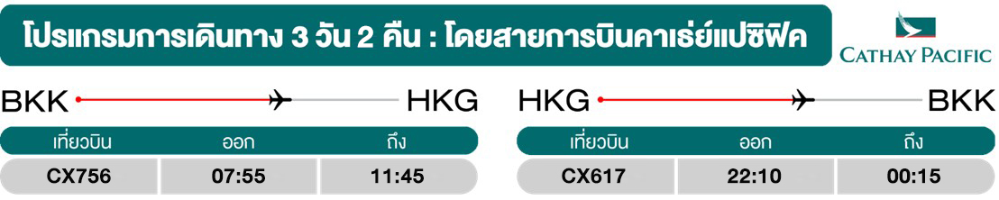 โปรแกรมการเดินทาง 3 วัน 2 คืน : โดยสายการบินคาเธ่ย์แปซิฟิค
CATHAY PACIFIC
BKK HKG
เที่ยวบิน ออก ถึง
CX756 07:55 11:45
HKG BKK
เที่ยวบิน ออก ถึง
CX617 22:10 00:15